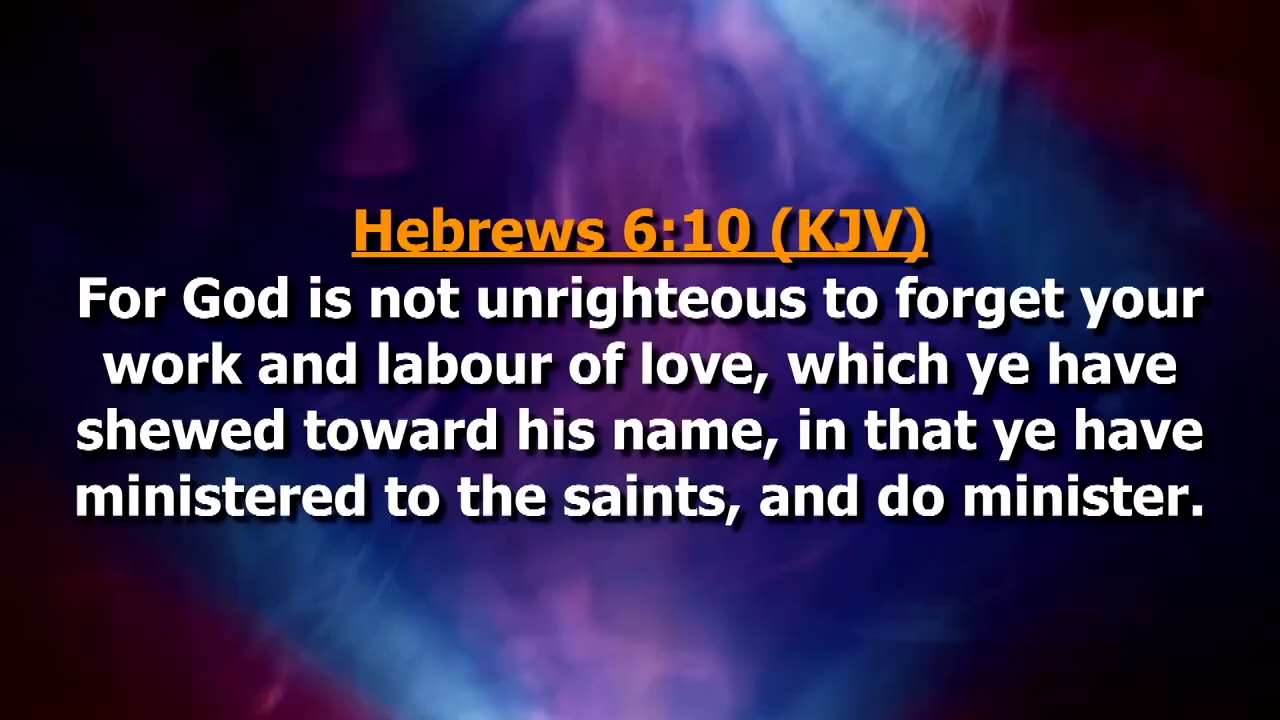 Hebrews 6:10 (KJV)
For God is not unrighteous to forget your
work and labour of love, which ye have
shewed toward his name, in that ye have
ministered to the saints, and do minister.